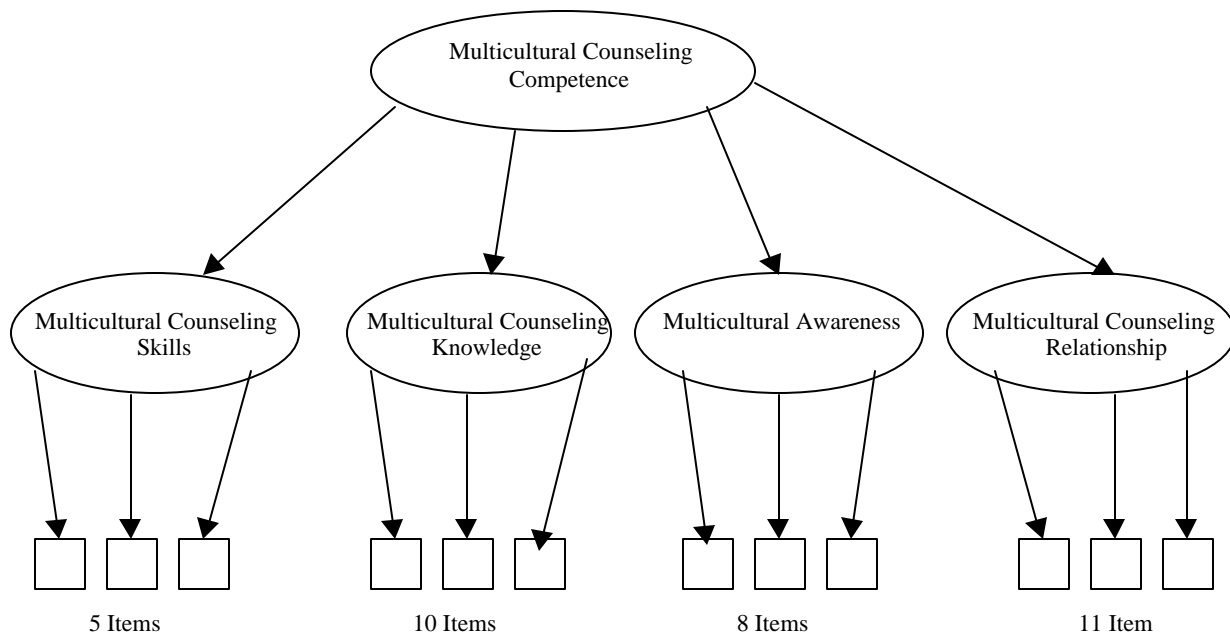 Multicultural Counseling
Competence
Multicultural Counseling
Skills
Multicultural Counseling
Knowledge
Multicultural Awareness
Multicultural Counseling
Relationship
5 Items
10 Items
8 Items
11 Item